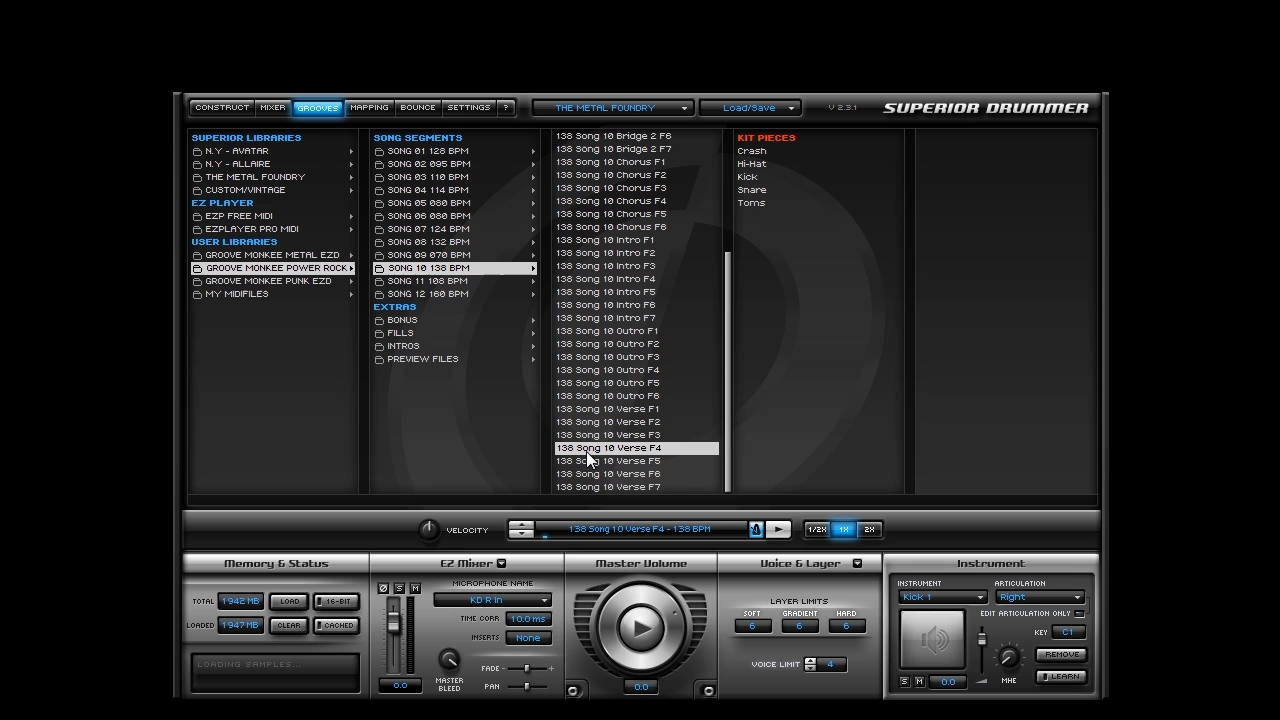 CONSTRUCT MIXER GROOVES MAPPING BOUNCE SETTINGS ? THE METAL FOUNDRY Load/Save V 2.3.1 SUPERIOR DRUMMER
SUPERIOR LIBRARIES
N.Y - AVATAR
N.Y - ALLAIRE
THE METAL FOUNDRY
CUSTOM/VINTAGE
EZ PLAYER
EZP FREE MIDI
EZPLAYER PRO MIDI
USER LIBRARIES
GROOVE MONKEE METAL EZD
GROOVE MONKEE POWER ROCK
GROOVE MONKEE PUNK EZD
MY MIDIFILES
SONG SEGMENTS
SONG 01 128 BPM
SONG 02 095 BPM
SONG 03 110 BPM
SONG 04 114 BPM
SONG 05 080 BPM
SONG 06 080 BPM
SONG 07 124 BPM
SONG 08 132 BPM
SONG 09 070 BPM
SONG 10 138 BPM
SONG 11 108 BPM
SONG 12 160 BPM
EXTRAS
BONUS
FILLS
INTROS
PREVIEW FILES
138 Song 10 Bridge 2 F6
138 Song 10 Bridge 2 F7
138 Song 10 Chorus F1
138 Song 10 Chorus F2
138 Song 10 Chorus F3
138 Song 10 Chorus F4
138 Song 10 Chorus F5
138 Song 10 Chorus F6
138 Song 10 Intro F1
138 Song 10 Intro F2
138 Song 10 Intro F3
138 Song 10 Intro F4
138 Song 10 Intro F5
138 Song 10 Intro F6
138 Song 10 Intro F7
138 Song 10 Outro F1
138 Song 10 Outro F2
138 Song 10 Outro F3
138 Song 10 Outro F4
138 Song 10 Outro F5
138 Song 10 Outro F6
138 Song 10 Verse F1
138 Song 10 Verse F2
138 Song 10 Verse F3
138 Song 10 Verse F4
138 Song 10 Verse F5
138 Song 10 Verse F6
138 Song 10 Verse F7
KIT PIECES
Crash
Hi-Hat
Kick
Snare
Toms
VELOCITY 138 Song 10 Verse F4 - 138 BPM 1/2X 1X 2X
Memory & Status
TOTAL 1942 MB LOAD 16-BIT
LOADED 1947 MB CLEAR CACHED
LOADING SAMPLES...
EZ Mixer
S M
MICROPHONE NAME
KD R In
TIME CORR 10.0 ms
INSERTS None
FADE - +
MASTER BLEED
PAN
0.0
Master Volume
0.0
Voice & Layer
LAYER LIMITS
SOFT GRADIENT HARD
6 6 6
VOICE LIMIT 4
Instrument
INSTRUMENT ARTICULATION
Kick 1 Right
EDIT ARTICULATION ONLY
KEY C1
REMOVE
LEARN
MHE
S M 0.0